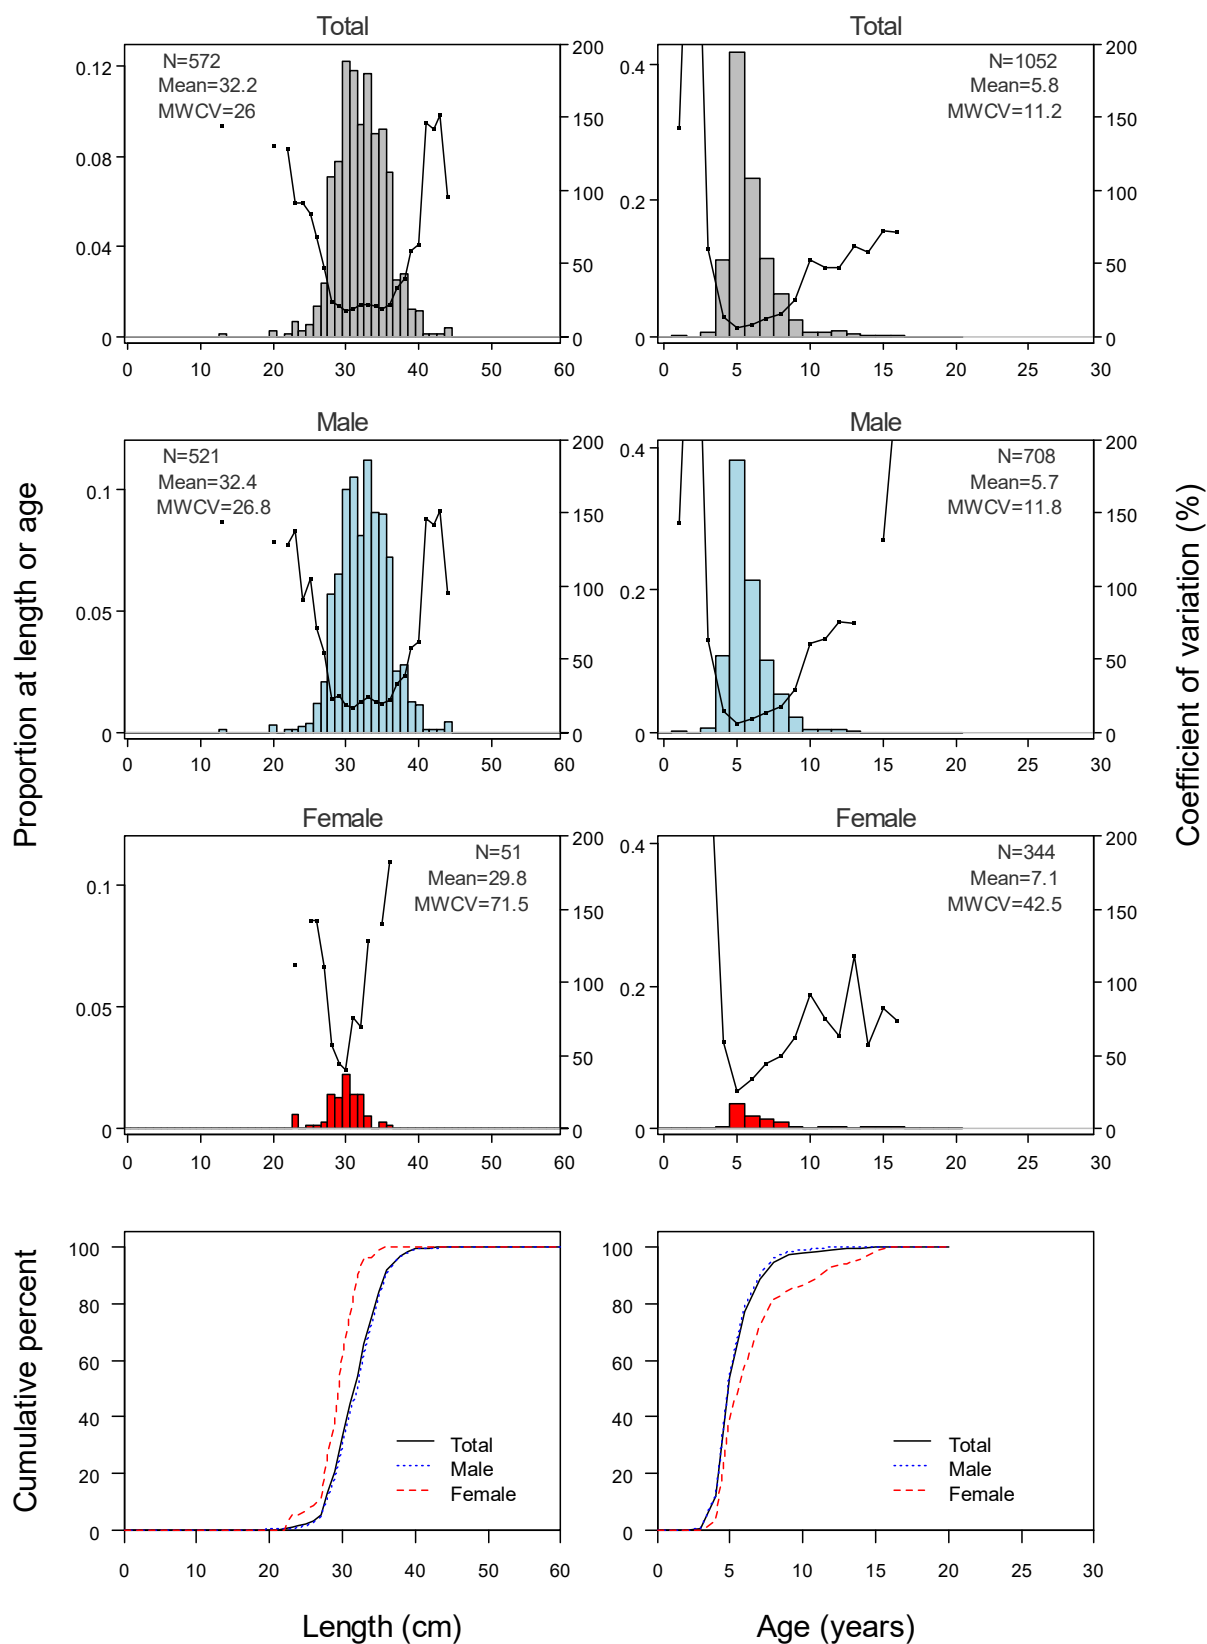 Total
N=572
Mean=32.2
MWCV=26
0.12
0.08
0.04
0
200
150
100
50
0
0 10 20 30 40 50 60
Total
N=1052
Mean=5.8
MWCV=11.2
0.4
0.2
0
200
150
100
50
0
0 5 10 15 20 25 30
Male
N=521
Mean=32.4
MWCV=26.8
0.1
0.05
0
200
150
100
50
0
0 10 20 30 40 50 60
Male
N=708
Mean=5.7
MWCV=11.8
0.4
0.2
0
200
150
100
50
0
0 5 10 15 20 25 30
Female
N=51
Mean=29.8
MWCV=71.5
0.1
0.05
0
200
150
100
50
0
0 10 20 30 40 50 60
Female
N=344
Mean=7.1
MWCV=42.5
0.4
0.2
0
200
150
100
50
0
0 5 10 15 20 25 30
Proportion at length or age
Coefficient of variation (%)
Cumulative percent
100
80
60
40
20
0
Total
Male
Female
0 10 20 30 40 50 60
Length (cm)
100
80
60
40
20
0
Total
Male
Female
0 5 10 15 20 25 30
Age (years)